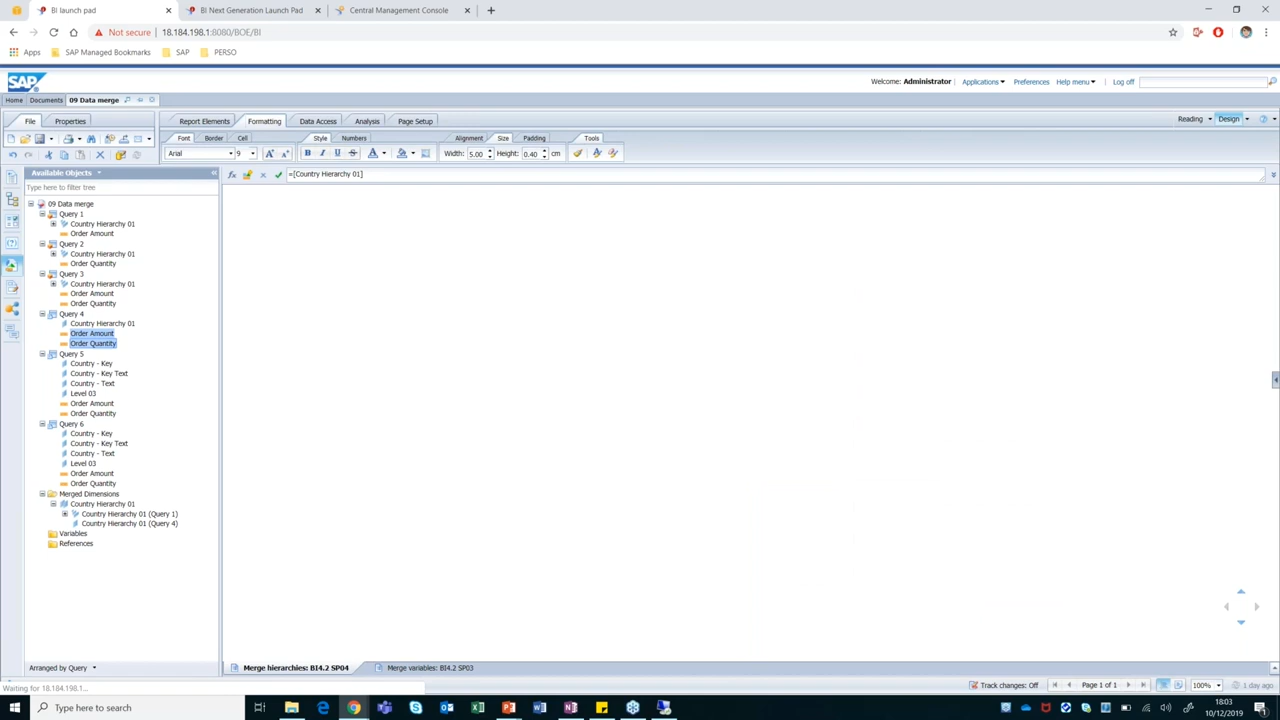 BI launch pad
BI Next Generation Launch Pad
Central Management Console
Not secure
18.184.198.1:8080/BOE/BI
Apps
SAP Managed Bookmarks
SAP
PERSO
SAP
Welcome: Administrator
Applications
Preferences
Help menu
Log off
Home
Documents
09 Data merge
File
Properties
Report Elements
Formatting
Data Access
Analysis
Page Setup
Reading
Design
Font
Border
Cell
Style
Numbers
Alignment
Size
Padding
Tools
Arial
9
Width: 5.00
Height: 0.40 cm
Available Objects
=[Country Hierarchy 01]
Type here to filter tree
09 Data merge
Query 1
Country Hierarchy 01
Order Amount
Query 2
Country Hierarchy 01
Order Quantity
Query 3
Country Hierarchy 01
Order Amount
Order Quantity
Query 4
Country Hierarchy 01
Order Amount
Order Quantity
Query 5
Country - Key
Country - Key Text
Country - Text
Level 03
Order Amount
Order Quantity
Query 6
Country - Key
Country - Key Text
Country - Text
Level 03
Order Amount
Order Quantity
Merged Dimensions
Country Hierarchy 01
Country Hierarchy 01 (Query 1)
Country Hierarchy 01 (Query 4)
Variables
References
Arranged by Query
Merge hierarchies: BI4.2 SP04
Merge variables: BI4.2 SP03
Waiting for 18.184.198.1...
Track changes: Off
Page 1 of 1
100%
1 day ago
Type here to search
18:03
10/12/2019